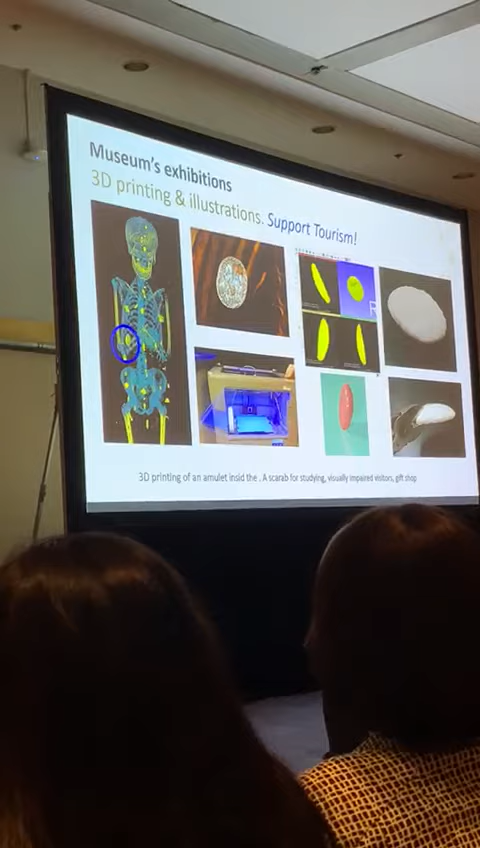 Museum's exhibitions
3D printing & illustrations. Support Tourism!
3D printing of an amulet insid the . A scarab for studying, visually impaired visitors, gift shop